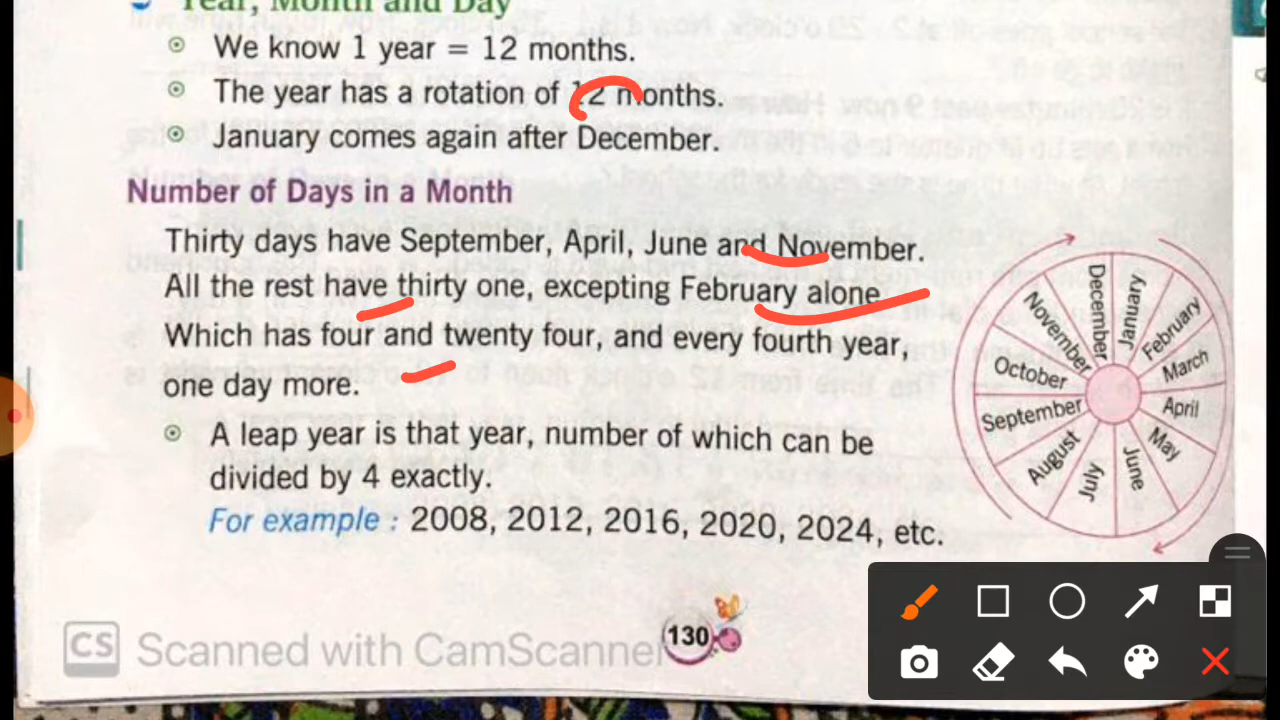 Year, Month and Day
We know 1 year = 12 months.
The year has a rotation of 12 months.
January comes again after December.
Number of Days in a Month
Thirty days have September, April, June and November.
All the rest have thirty one, excepting February alone
Which has four and twenty four, and every fourth year,
one day more.
A leap year is that year, number of which can be
divided by 4 exactly.
For example : 2008, 2012, 2016, 2020, 2024, etc.
January
February
March
April
May
June
July
August
September
October
November
December
130
CS Scanned with CamScanner